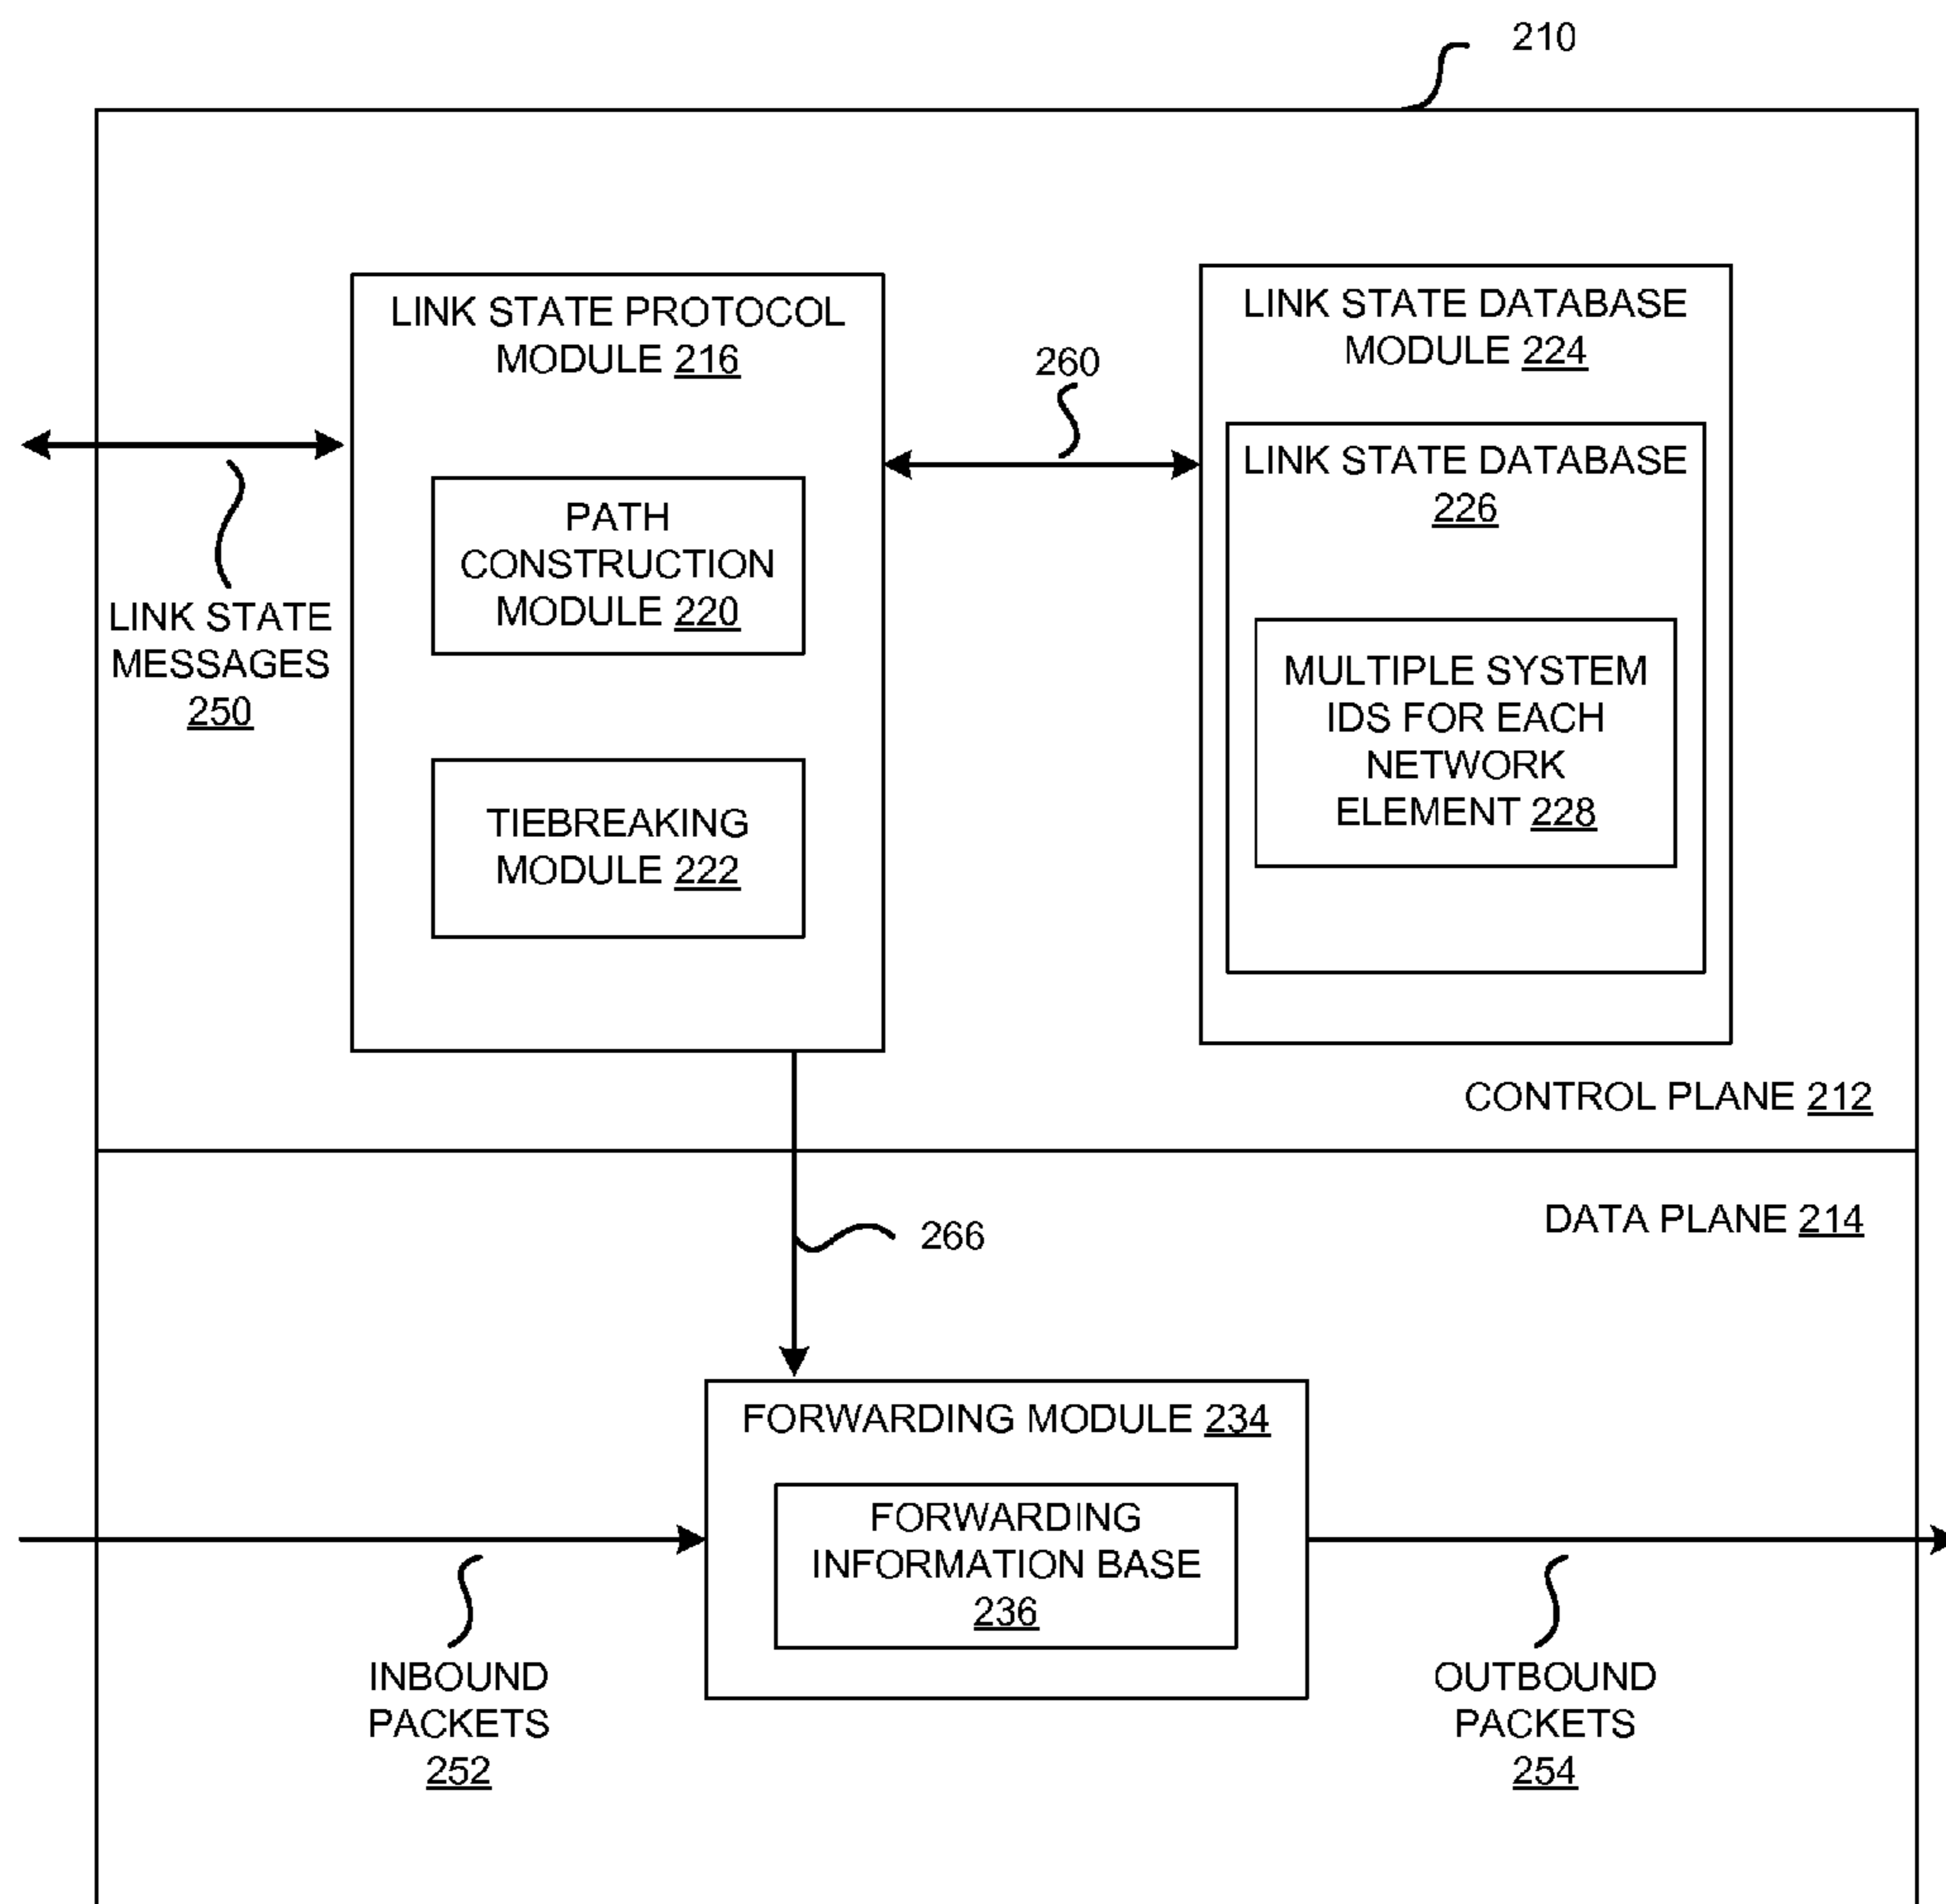 210
LINK STATE PROTOCOL
MODULE 216
PATH
CONSTRUCTION
MODULE 220
TIEBREAKING
MODULE 222
260
LINK STATE DATABASE
MODULE 224
LINK STATE DATABASE
226
MULTIPLE SYSTEM
IDS FOR EACH
NETWORK
ELEMENT 228
LINK STATE
MESSAGES
250
CONTROL PLANE 212
DATA PLANE 214
266
FORWARDING MODULE 234
FORWARDING
INFORMATION BASE
236
INBOUND
PACKETS
252
OUTBOUND
PACKETS
254